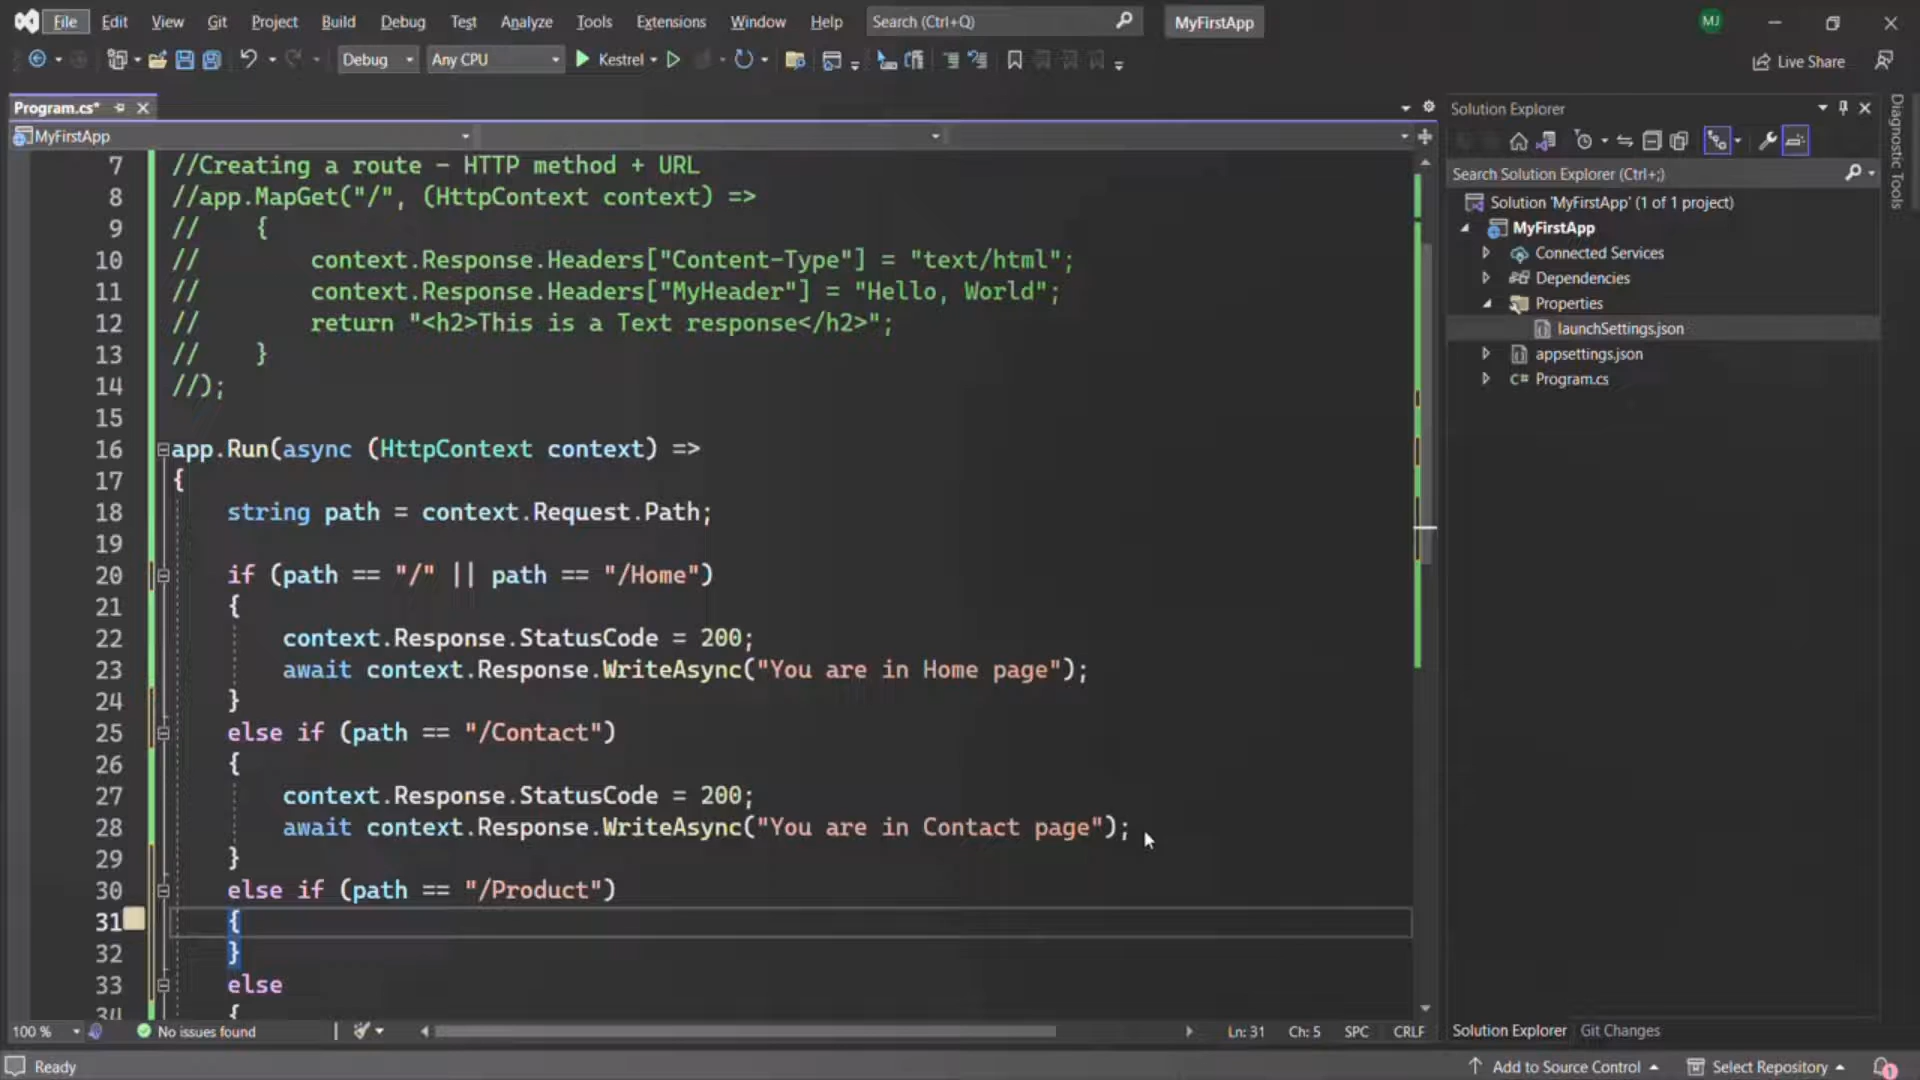 File Edit View Git Project Build Debug Test Analyze Tools Extensions Window Help Search (Ctrl+Q) MyFirstApp MJ
Debug Any CPU Kestrel Live Share
Program.cs*
MyFirstApp
7 //Creating a route - HTTP method + URL
8 //app.MapGet("/", (HttpContext context) =>
9 // {
10 // context.Response.Headers["Content-Type"] = "text/html";
11 // context.Response.Headers["MyHeader"] = "Hello, World";
12 // return "<h2>This is a Text response</h2>";
13 // }
14 //);
15
16 app.Run(async (HttpContext context) =>
17 {
18 string path = context.Request.Path;
19
20 if (path == "/" || path == "/Home")
21 {
22 context.Response.StatusCode = 200;
23 await context.Response.WriteAsync("You are in Home page");
24 }
25 else if (path == "/Contact")
26 {
27 context.Response.StatusCode = 200;
28 await context.Response.WriteAsync("You are in Contact page");
29 }
30 else if (path == "/Product")
31 {
32 }
33 else
34 {
100 % No issues found Ln: 31 Ch: 5 SPC CRLF
Solution Explorer
Search Solution Explorer (Ctrl+;)
Solution 'MyFirstApp' (1 of 1 project)
MyFirstApp
Connected Services
Dependencies
Properties
launchSettings.json
appsettings.json
C# Program.cs
Solution Explorer Git Changes
Diagnostic Tools
Ready Add to Source Control Select Repository 1